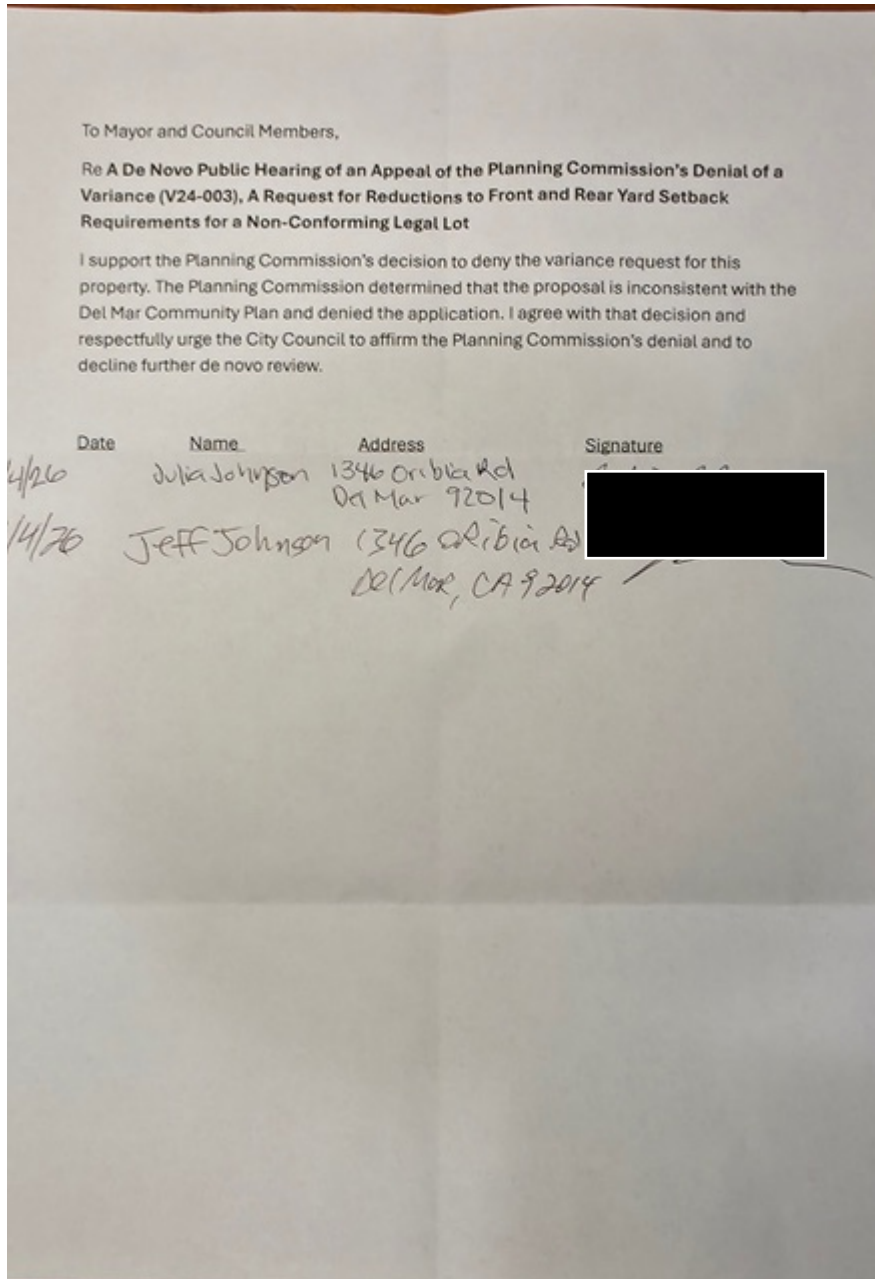 To Mayor and Council Members,
Re A De Novo Public Hearing of an Appeal of the Planning Commission's Denial of a
Variance (V24-003), A Request for Reductions to Front and Rear Yard Setback
Requirements for a Non-Conforming Legal Lot
I support the Planning Commission's decision to deny the variance request for this
property. The Planning Commission determined that the proposal is inconsistent with the
Del Mar Community Plan and denied the application. I agree with that decision and
respectfully urge the City Council to affirm the Planning Commission's denial and to
decline further de novo review.
Date Name Address Signature
/4/26 Julia Johnson 1346 Oribia Rd
Del Mar 92014
/4/26 Jeff Johnson 1346 ORibia Rd
Del Mar, CA 92014